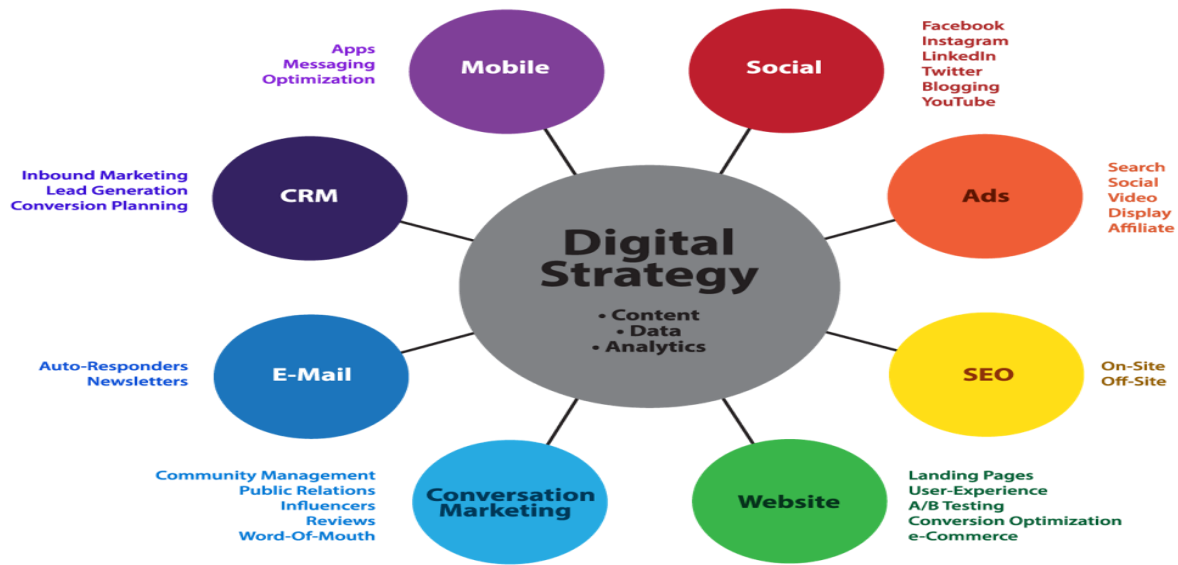 Apps
Messaging
Optimization
Mobile
Social
Facebook
Instagram
LinkedIn
Twitter
Blogging
YouTube
Inbound Marketing
Lead Generation
Conversion Planning
CRM
Ads
Search
Social
Video
Display
Affiliate
Digital
Strategy
• Content
• Data
• Analytics
Auto-Responders
Newsletters
E-Mail
SEO
On-Site
Off-Site
Community Management
Public Relations
Influencers
Reviews
Word-Of-Mouth
Conversation
Marketing
Website
Landing Pages
User-Experience
A/B Testing
Conversion Optimization
e-Commerce